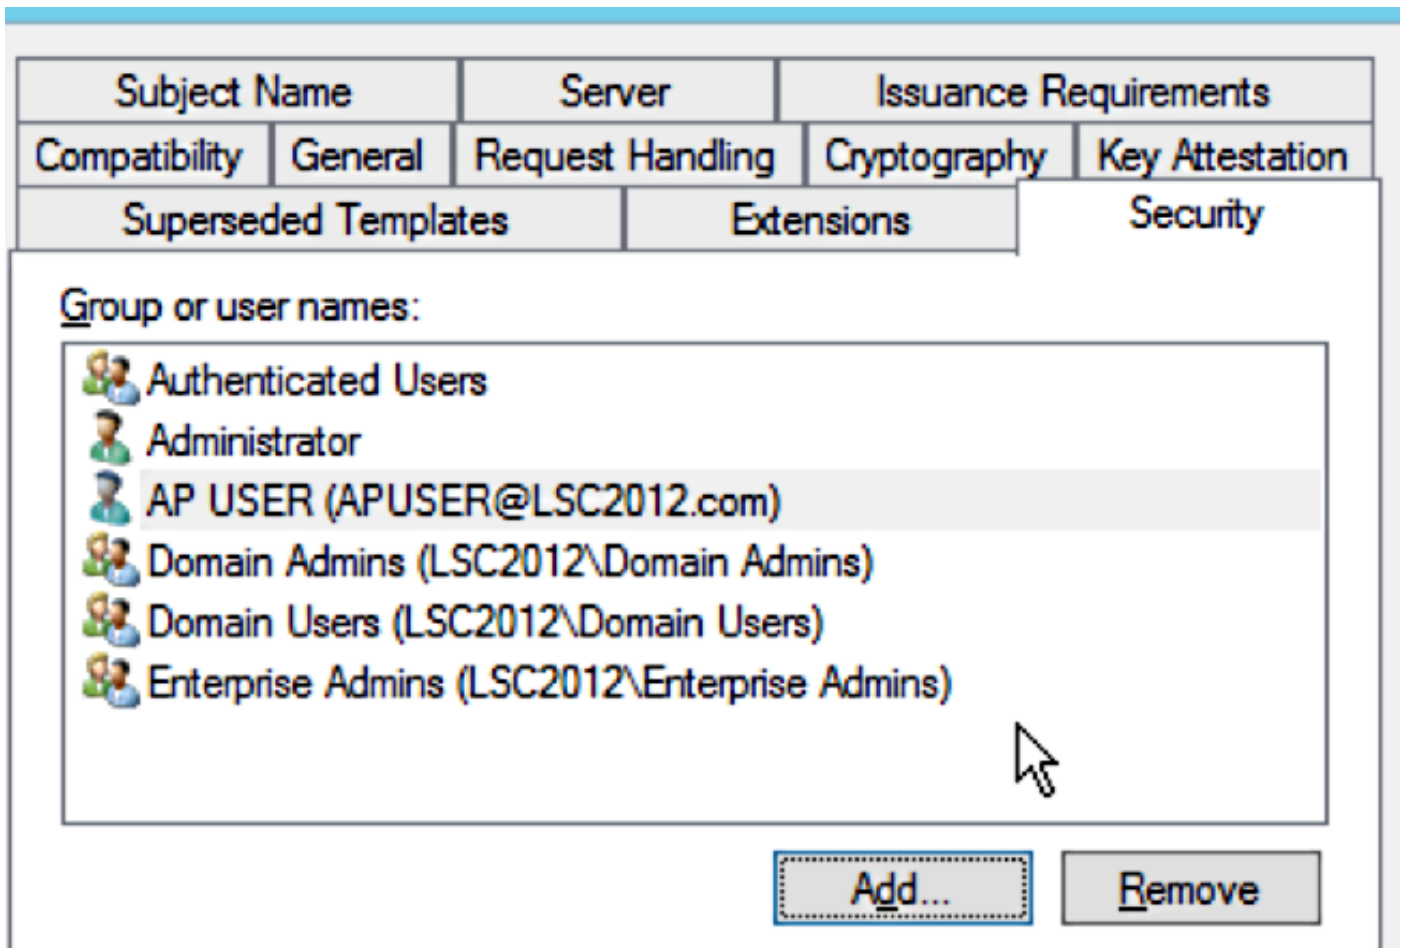 Subject Name Server Issuance Requirements
Compatibility General Request Handling Cryptography Key Attestation
Superseded Templates Extensions Security
Group or user names:
Authenticated Users
Administrator
AP USER (APUSER@LSC2012.com)
Domain Admins (LSC2012\Domain Admins)
Domain Users (LSC2012\Domain Users)
Enterprise Admins (LSC2012\Enterprise Admins)
Add... Remove